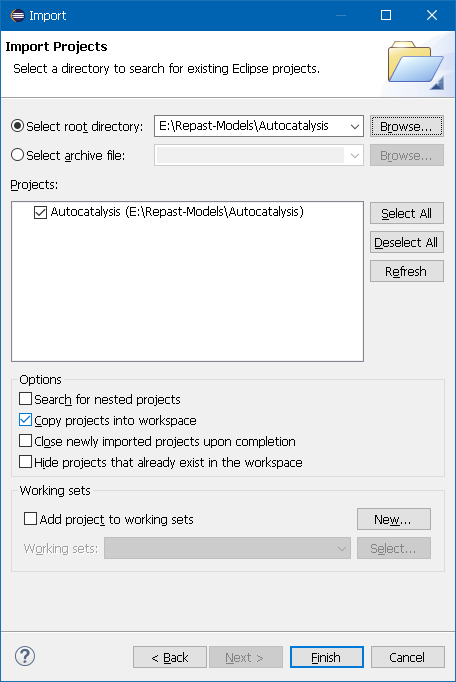 Import
Import Projects
Select a directory to search for existing Eclipse projects.
Select root directory: E:\Repast-Models\Autocatalysis Browse...
Select archive file: Browse...
Projects:
Autocatalysis (E:\Repast-Models\Autocatalysis)
Select All
Deselect All
Refresh
Options
Search for nested projects
Copy projects into workspace
Close newly imported projects upon completion
Hide projects that already exist in the workspace
Working sets
Add project to working sets New...
Working sets: Select...
? < Back Next > Finish Cancel